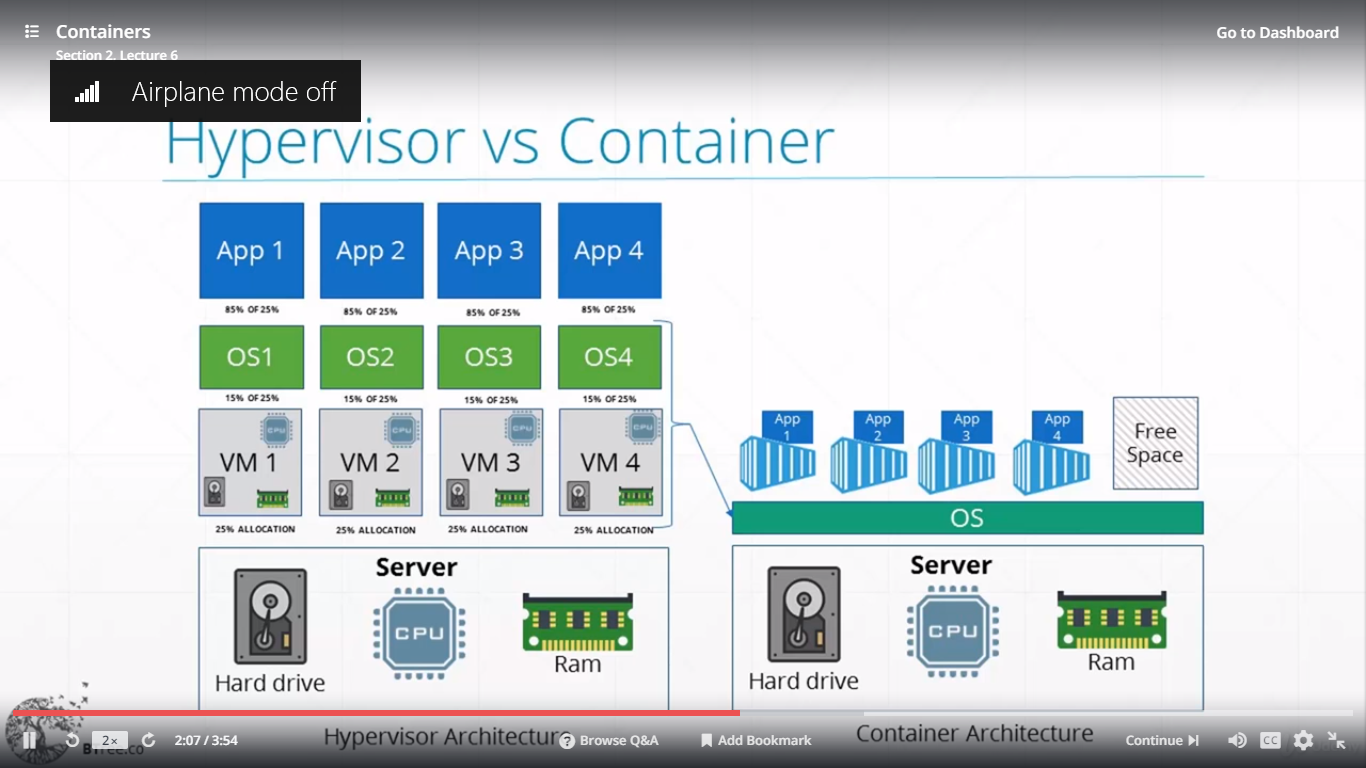 Containers
Go to Dashboard
Section 2, Lecture 6
Airplane mode off
Hypervisor vs Container
App 1 App 2 App 3 App 4
85% OF 25% 85% OF 25% 85% OF 25% 85% OF 25%
OS1 OS2 OS3 OS4
15% OF 25% 15% OF 25% 15% OF 25% 15% OF 25%
CPU CPU CPU CPU
VM 1 VM 2 VM 3 VM 4
25% ALLOCATION 25% ALLOCATION 25% ALLOCATION 25% ALLOCATION
Server
CPU
Hard drive
Ram
Hypervisor Architecture
App
1
App
2
App
3
App
4
Free
Space
OS
Server
CPU
Hard drive
Ram
Container Architecture
2x
2:07 / 3:54
Browse Q&A
Add Bookmark
Continue
CC